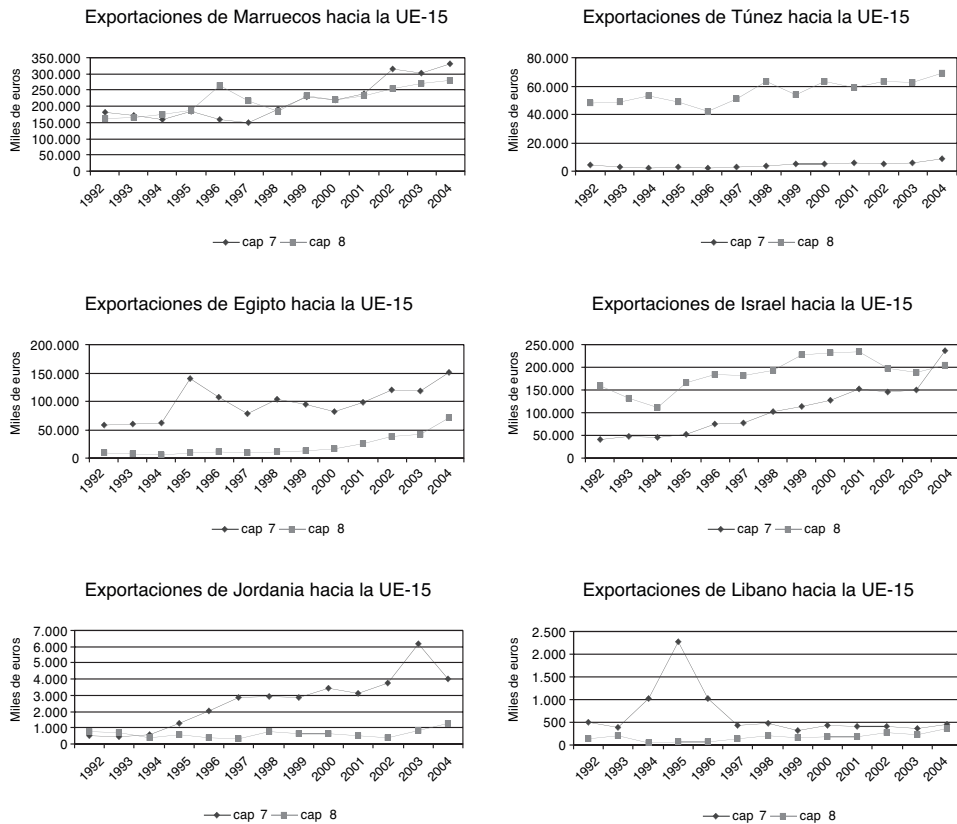 Exportaciones de Marruecos hacia la UE-15
Miles de euros
350.000
300.000
250.000
200.000
150.000
100.000
50.000
0
1992 1993 1994 1995 1996 1997 1998 1999 2000 2001 2002 2003 2004
cap 7 cap 8
Exportaciones de Túnez hacia la UE-15
Miles de euros
80.000
60.000
40.000
20.000
0
1992 1993 1994 1995 1996 1997 1998 1999 2000 2001 2002 2003 2004
cap 7 cap 8
Exportaciones de Egipto hacia la UE-15
Miles de euros
200.000
150.000
100.000
50.000
0
1992 1993 1994 1995 1996 1997 1998 1999 2000 2001 2002 2003 2004
cap 7 cap 8
Exportaciones de Israel hacia la UE-15
Miles de euros
250.000
200.000
150.000
100.000
50.000
0
1992 1993 1994 1995 1996 1997 1998 1999 2000 2001 2002 2003 2004
cap 7 cap 8
Exportaciones de Jordania hacia la UE-15
Miles de euros
7.000
6.000
5.000
4.000
3.000
2.000
1.000
0
1992 1993 1994 1995 1996 1997 1998 1999 2000 2001 2002 2003 2004
cap 7 cap 8
Exportaciones de Libano hacia la UE-15
Miles de euros
2.500
2.000
1.500
1.000
500
0
1992 1993 1994 1995 1996 1997 1998 1999 2000 2001 2002 2003 2004
cap 7 cap 8